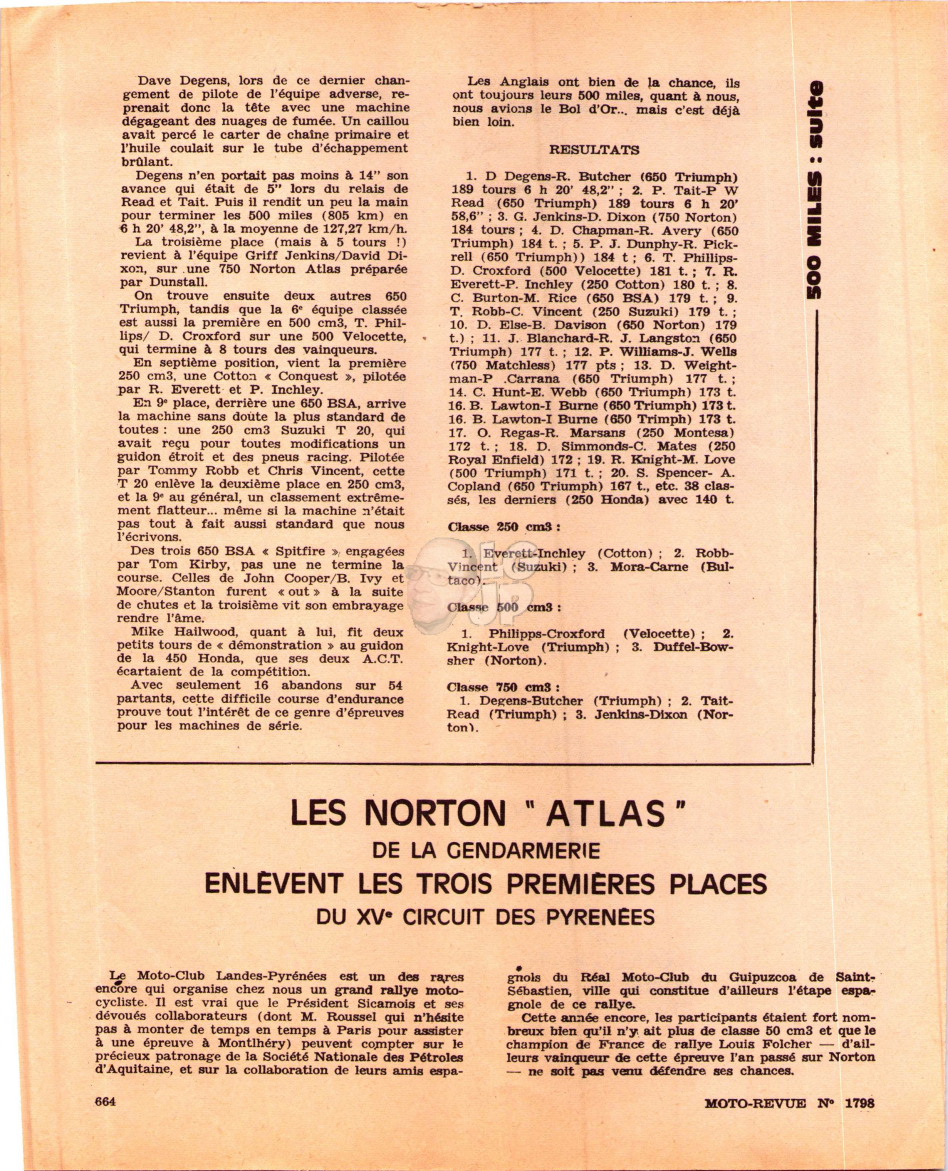 Dave Degens, lors de ce dernier chan-
gement de pilote de l'équipe adverse, re-
prenait donc la tête avec une machine
dégageant des nuages de fumée. Un caillou
avait percé le carter de chaîne primaire et
l'huile coulait sur le tube d'échappement
brûlant.
Degens n'en portait pas moins à 14" son
avance qui était de 5" lors du relais de
Read et Tait. Puis il rendit un peu la main
pour terminer les 500 miles (805 km) en
6 h 20' 48,2", à la moyenne de 127,27 km/h.
La troisième place (mais à 5 tours !)
revient à l'équipe Griff Jenkins/David Di-
xon, sur une 750 Norton Atlas préparée
par Dunstall.
On trouve ensuite deux autres 650
Triumph, tandis que la 6e équipe classée
est aussi la première en 500 cm3, T. Phil-
lips/ D. Croxford sur une 500 Velocette,
qui termine à 8 tours des vainqueurs.
En septième position, vient la première
250 cm3, une Cotton « Conquest », pilotée
par R. Everett et P. Inchley.
En 9e place, derrière une 650 BSA, arrive
la machine sans doute la plus standard de
toutes : une 250 cm3 Suzuki T 20, qui
avait reçu pour toutes modifications un
guidon étroit et des pneus racing. Pilotée
par Tommy Robb et Chris Vincent, cette
T 20 enlève la deuxième place en 250 cm3,
et la 9e au général, un classement extrême-
ment flatteur... même si la machine n'était
pas tout à fait aussi standard que nous
l'écrivons.
Des trois 650 BSA « Spitfire » engagées
par Tom Kirby, pas une ne termine la
course. Celles de John Cooper/B. Ivy et
Moore/Stanton furent « out » à la suite
de chutes et la troisième vit son embrayage
rendre l'âme.
Mike Hailwood, quant à lui, fit deux
petits tours de « démonstration » au guidon
de la 450 Honda, que ses deux A.C.T.
écartaient de la compétition.
Avec seulement 16 abandons sur 54
partants, cette difficile course d'endurance
prouve tout l'intérêt de ce genre d'épreuves
pour les machines de série.
Les Anglais ont bien de la chance, ils
ont toujours leurs 500 miles, quant à nous,
nous avions le Bol d'Or... mais c'est déjà
bien loin.
RESULTATS
1. D Degens-R. Butcher (650 Triumph)
189 tours 6 h 20' 48,2" ; 2. P. Tait-P W
Read (650 Triumph) 189 tours 6 h 20'
58,6" ; 3. G. Jenkins-D. Dixon (750 Norton)
184 tours ; 4. D. Chapman-R. Avery (650
Triumph) 184 t. ; 5. P. J. Dunphy-R. Pick-
rell (650 Triumph)) 184 t ; 6. T. Phillips-
D. Croxford (500 Velocette) 181 t. ; 7. R.
Everett-P. Inchley (250 Cotton) 180 t. ; 8.
C. Burton-M. Rice (650 BSA) 179 t. ; 9.
T. Robb-C. Vincent (250 Suzuki) 179 t. ;
10. D. Else-B. Davison (650 Norton) 179
t.) ; 11. J. Blanchard-R. J. Langston (650
Triumph) 177 t. ; 12. P. Williams-J. Wells
(750 Matchless) 177 pts ; 13. D. Weight-
man-P .Carrana (650 Triumph) 177 t. ;
14. C. Hunt-E. Webb (650 Triumph) 173 t.
16. B. Lawton-I Burne (650 Triumph) 173 t.
16. B. Lawton-I Burne (650 Trimph) 173 t.
17. O. Regas-R. Marsans (250 Montesa)
172 t. ; 18. D. Simmonds-C. Mates (250
Royal Enfield) 172 ; 19. R. Knight-M. Love
(500 Triumph) 171 t. ; 20. S. Spencer- A.
Copland (650 Triumph) 167 t., etc. 38 clas-
sés, les derniers (250 Honda) avec 140 t.
Classe 250 cm3 :
1. Everett-Inchley (Cotton) ; 2. Robb-
Vincent (Suzuki) ; 3. Mora-Carne (Bul-
taco).
Classe 500 cm3 :
1. Philipps-Croxford (Velocette) ; 2.
Knight-Love (Triumph) ; 3. Duffel-Bow-
sher (Norton).
Classe 750 cm3 :
1. Degens-Butcher (Triumph) ; 2. Tait-
Read (Triumph) ; 3. Jenkins-Dixon (Nor-
ton).
500 MILES : suite
LES NORTON " ATLAS "
DE LA GENDARMERIE
ENLÈVENT LES TROIS PREMIÈRES PLACES
DU XVe CIRCUIT DES PYRENÉES
Le Moto-Club Landes-Pyrénées est un des rares
encore qui organise chez nous un grand rallye moto-
cycliste. Il est vrai que le Président Sicamois et ses
dévoués collaborateurs (dont M. Roussel qui n'hésite
pas à monter de temps en temps à Paris pour assister
à une épreuve à Montlhéry) peuvent compter sur le
précieux patronage de la Société Nationale des Pétroles
d'Aquitaine, et sur la collaboration de leurs amis espa-
gnols du Réal Moto-Club du Guipuzcoa de Saint-
Sébastien, ville qui constitue d'ailleurs l'étape espa-
gnole de ce rallye.
Cette année encore, les participants étaient fort nom-
breux bien qu'il n'y ait plus de classe 50 cm3 et que le
champion de France de rallye Louis Folcher — d'ail-
leurs vainqueur de cette épreuve l'an passé sur Norton
— ne soit pas venu défendre ses chances.
664
MOTO-REVUE N° 1798